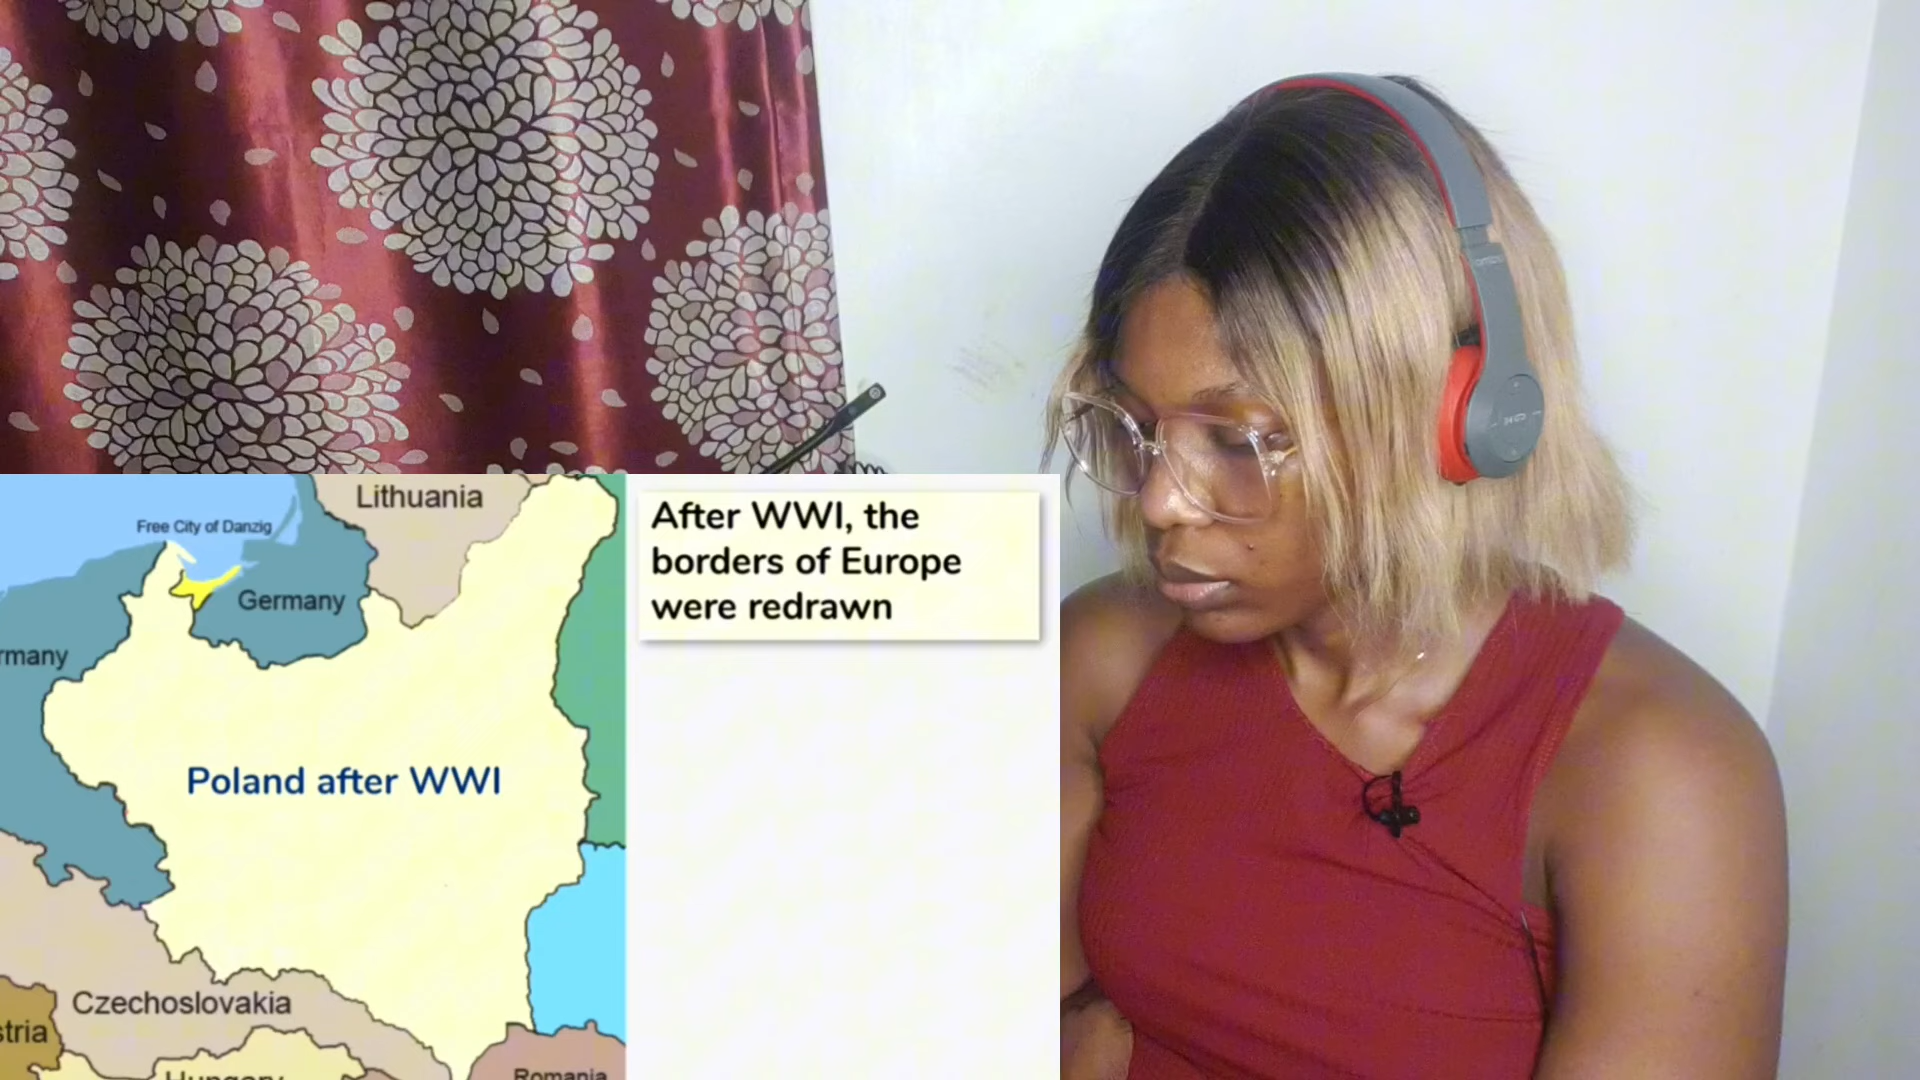 Lithuania
Free City of Danzig
Germany
rmany
Poland after WWI
Czechoslovakia
stria
Hungary
Romania
After WWI, the
borders of Europe
were redrawn